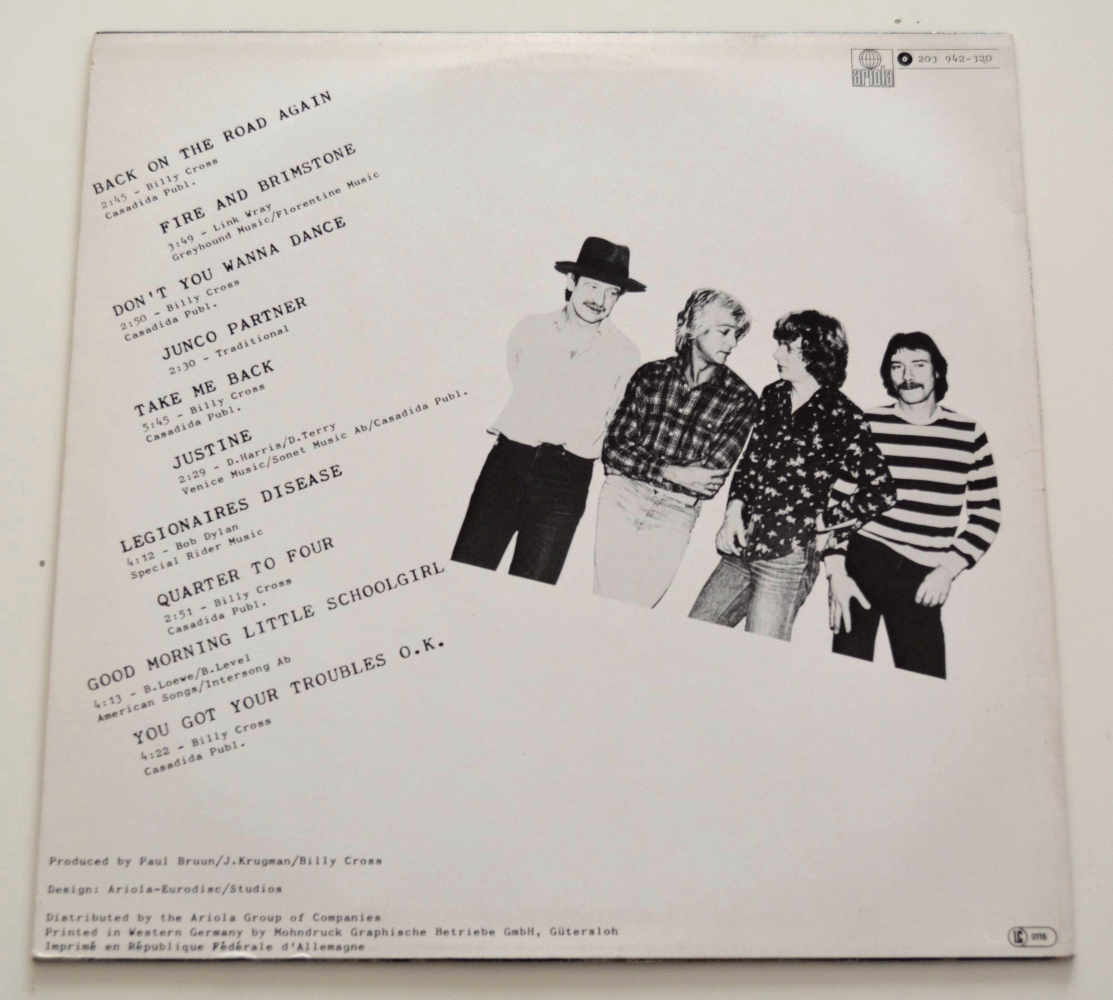 ariola
203 942-320
BACK ON THE ROAD AGAIN
2:45 - Billy Cross
Casadida Publ.
FIRE AND BRIMSTONE
3:49 - Link Wray
Greyhound Music/Florentine Music
DON'T YOU WANNA DANCE
2:50 - Billy Cross
Casadida Publ.
JUNCO PARTNER
2:30 - Traditional
TAKE ME BACK
5:45 - Billy Cross
Casadida Publ.
JUSTINE
2:29 - D.Harris/D.Terry
Venice Music/Sonet Music Ab/Casadida Publ.
LEGIONAIRES DISEASE
4:12 - Bob Dylan
Special Rider Music
QUARTER TO FOUR
2:51 - Billy Cross
Casadida Publ.
GOOD MORNING LITTLE SCHOOLGIRL
4:13 - B.Loewe/B.Level
American Songs/Intersong Ab
YOU GOT YOUR TROUBLES O.K.
4:22 - Billy Cross
Casadida Publ.
Produced by Paul Bruun/J.Krugman/Billy Cross
Design: Ariola-Eurodisc/Studios
Distributed by the Ariola Group of Companies
Printed in Western Germany by Mohndruck Graphische Betriebe GmbH, Gütersloh
Imprimé en République Fédérale d'Allemagne